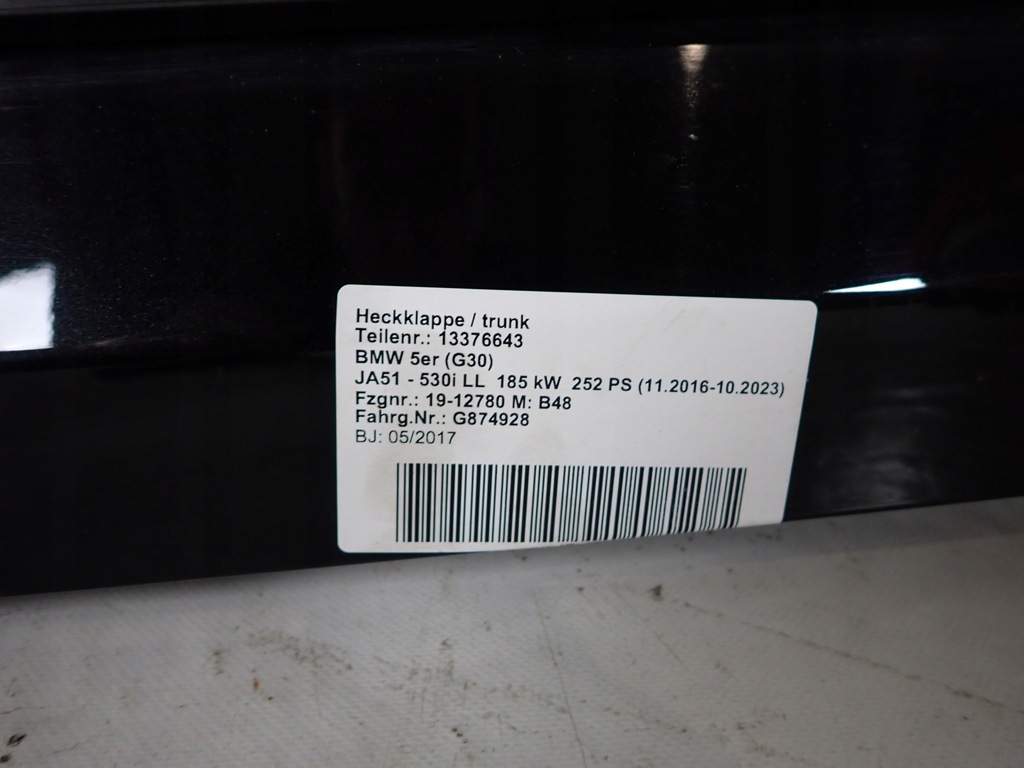 Heckklappe / trunk
Teilenr.: 13376643
BMW 5er (G30)
JA51 - 530i LL 185 kW 252 PS (11.2016-10.2023)
Fzgnr.: 19-12780 M: B48
Fahrg.Nr.: G874928
BJ: 05/2017